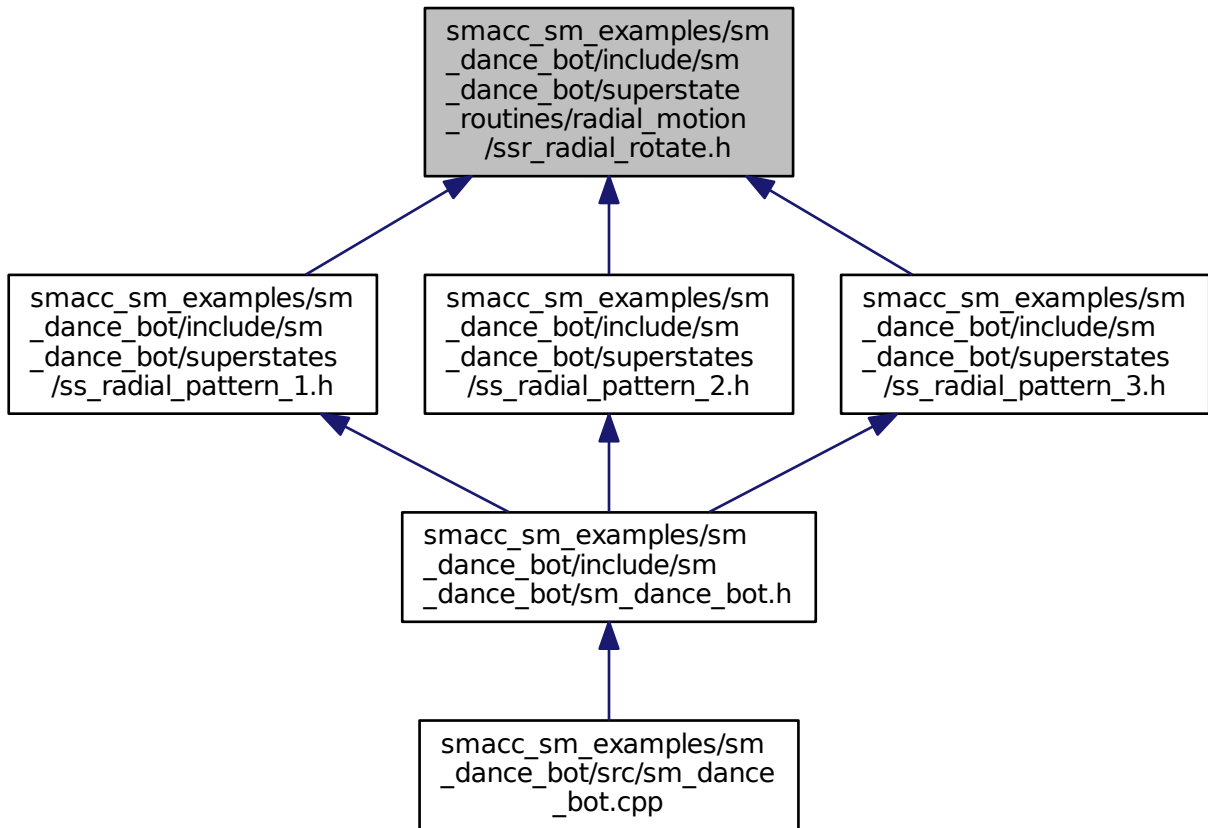 smacc_sm_examples/sm
_dance_bot/include/sm
_dance_bot/superstate
_routines/radial_motion
/ssr_radial_rotate.h
smacc_sm_examples/sm
_dance_bot/include/sm
_dance_bot/superstates
/ss_radial_pattern_1.h
smacc_sm_examples/sm
_dance_bot/include/sm
_dance_bot/superstates
/ss_radial_pattern_2.h
smacc_sm_examples/sm
_dance_bot/include/sm
_dance_bot/superstates
/ss_radial_pattern_3.h
smacc_sm_examples/sm
_dance_bot/include/sm
_dance_bot/sm_dance_bot.h
smacc_sm_examples/sm
_dance_bot/src/sm_dance
_bot.cpp